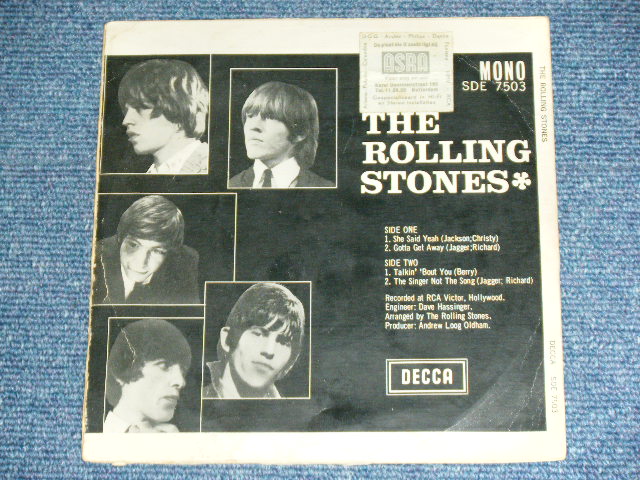 MONO
SDE 7503
THE
ROLLING
STONES*
SIDE ONE
1. She Said Yeah (Jackson;Christy)
2. Gotta Get Away (Jagger;Richard)
SIDE TWO
1. Talkin' 'Bout You (Berry)
2. The Singer Not The Song (Jagger; Richard)
Recorded at RCA Victor, Hollywood.
Engineer: Dave Hassinger.
Arranged by The Rolling Stones.
Producer: Andrew Loog Oldham.
DECCA
THE ROLLING STONES
DECCA SDE 7503
Rotterdam